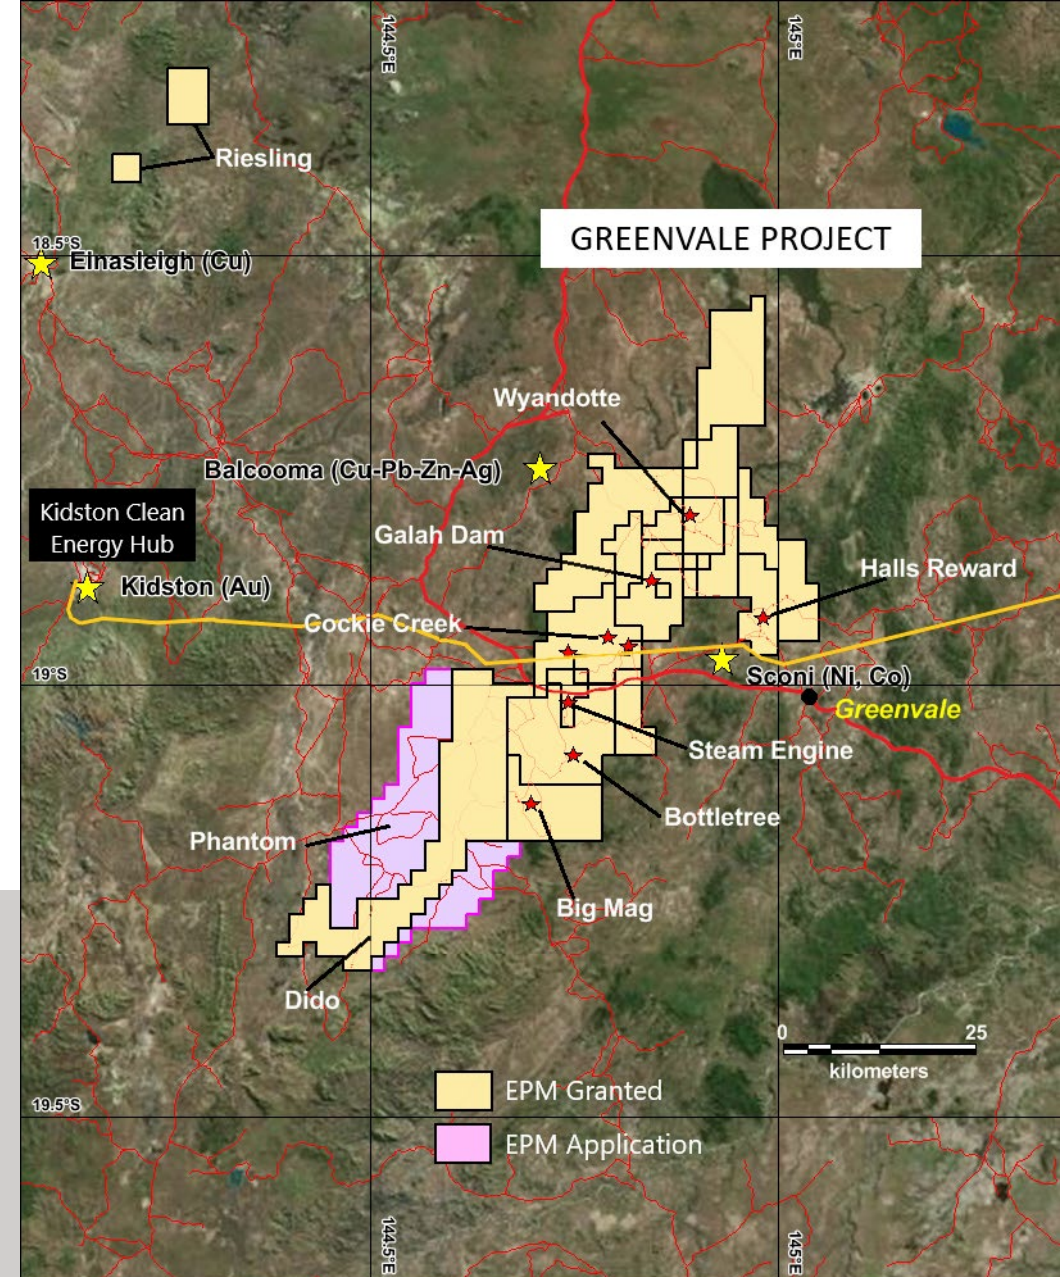 144.5°E
145°E
Riesling
GREENVALE PROJECT
18.5°S
Einasleigh (Cu)
Wyandotte
Balcooma (Cu-Pb-Zn-Ag)
Kidston Clean
Energy Hub
Galah Dam
Halls Reward
Kidston (Au)
Cockie Creek
19°S
Sconi (Ni, Co)
Greenvale
Steam Engine
Bottletree
Phantom
Big Mag
Dido
0 25
kilometers
EPM Granted
19.5°S
EPM Application
144.5°E
145°E